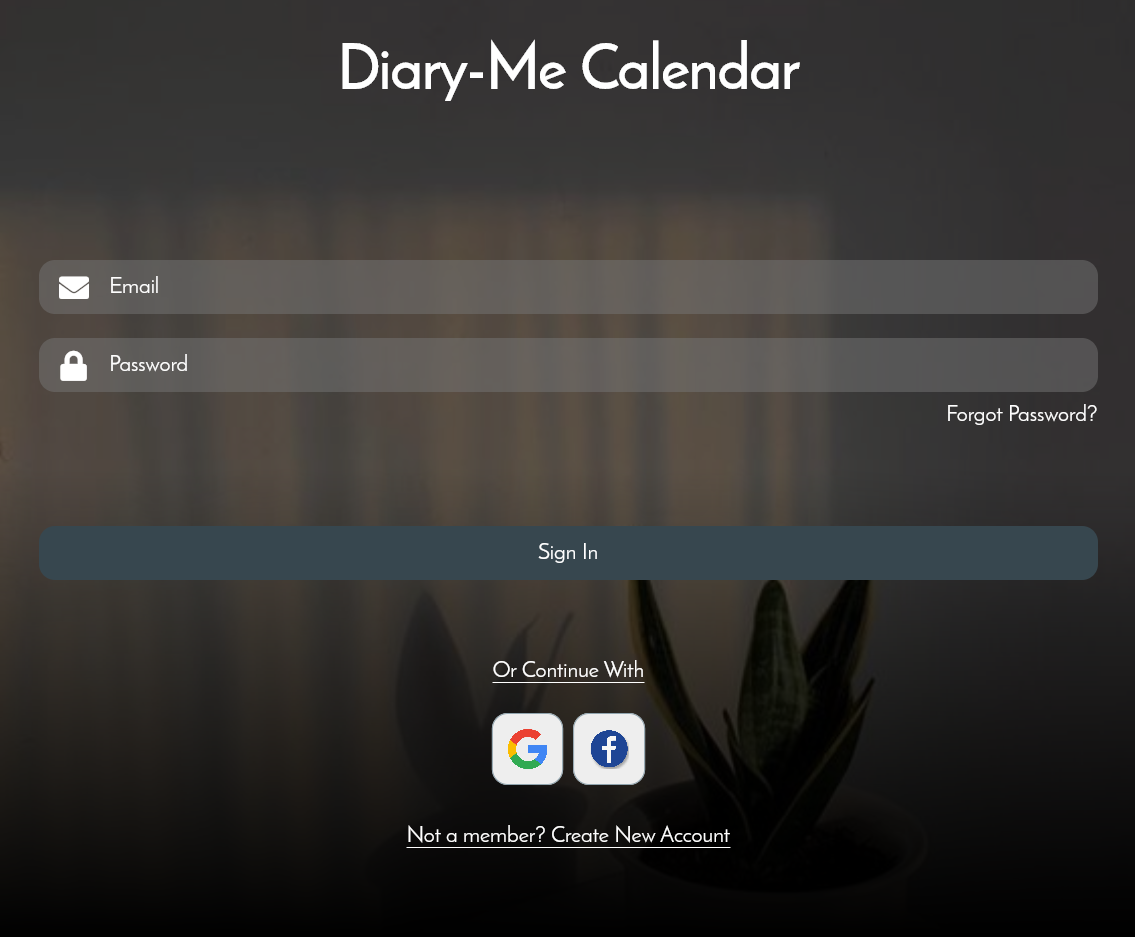 Diary-Me Calendar
Email
Password
Forgot Password?
Sign In
Or Continue With
Not a member? Create New Account